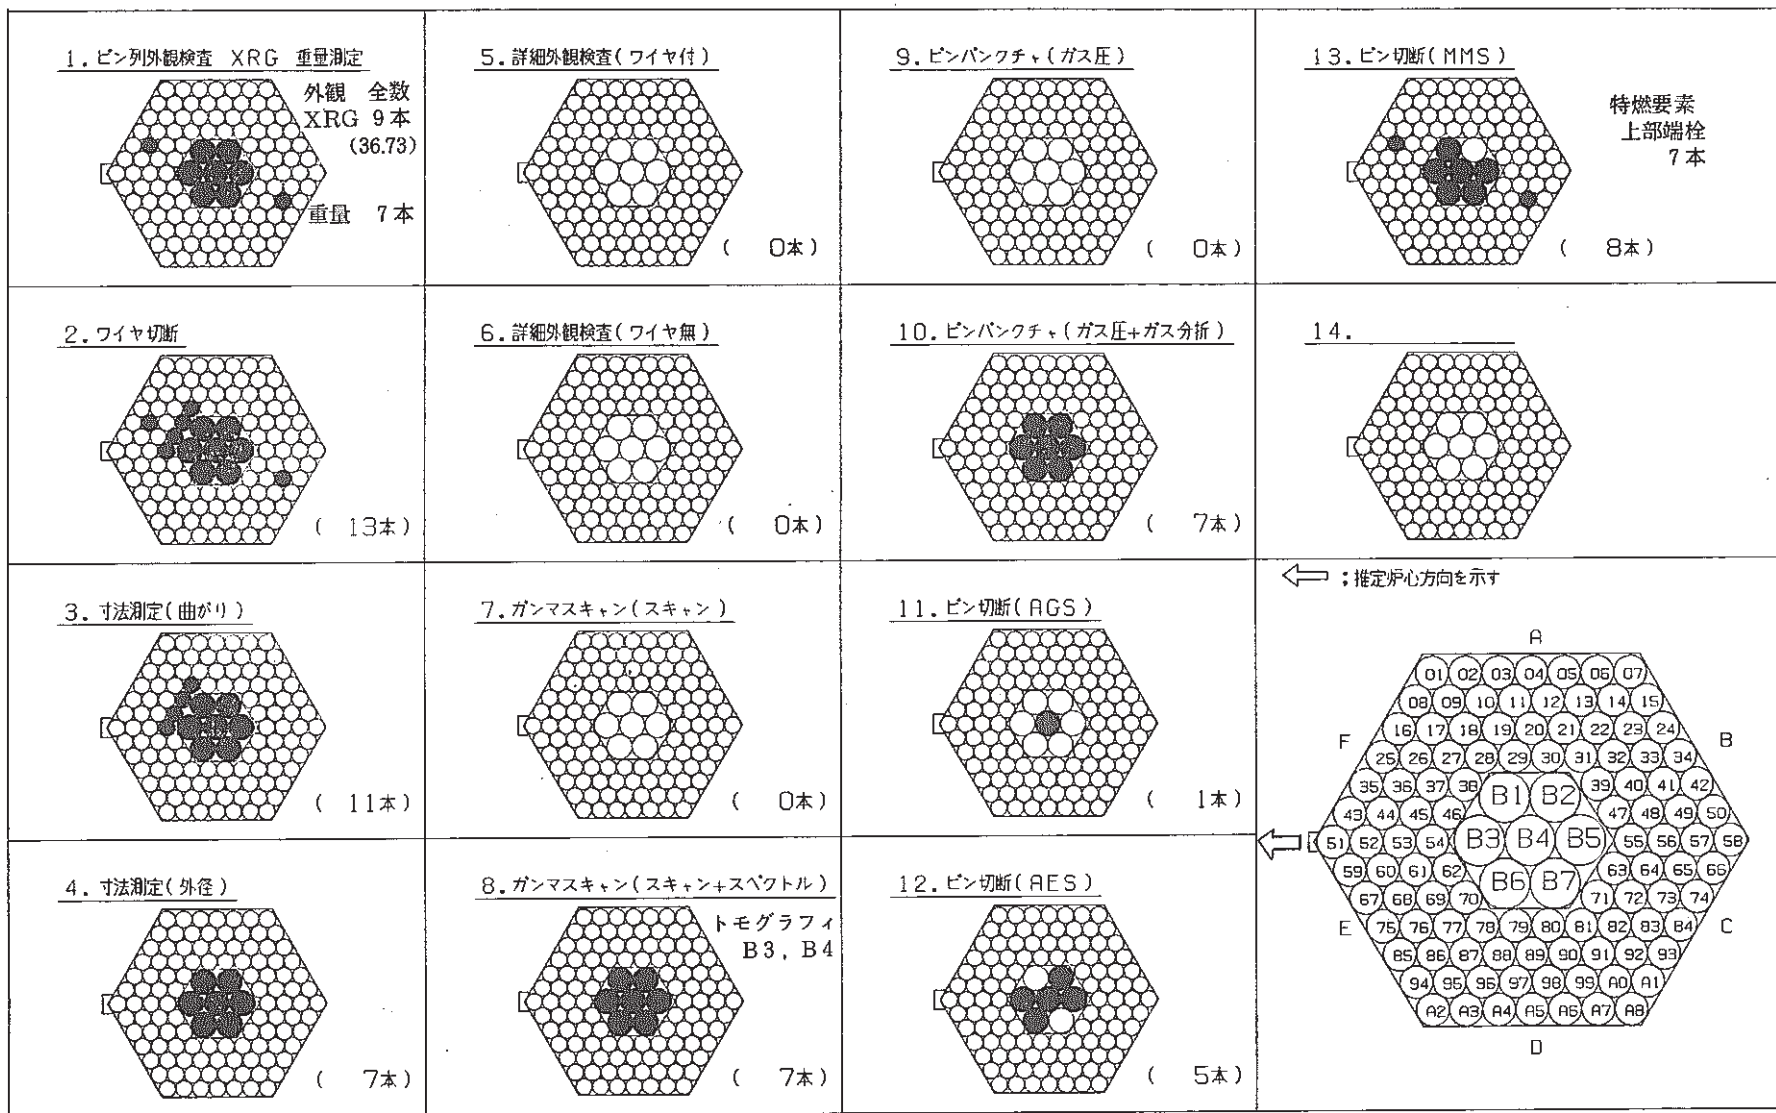 1. ピン列外観検査 XRG 重量測定
外観 全数
XRG 9本
(36.73)
重量 7本
2. ワイヤ切断
( 13本)
3. 寸法測定(曲がり)
( 11本)
4. 寸法測定(外径)
( 7本)
5. 詳細外観検査(ワイヤ付)
( 0本)
6. 詳細外観検査(ワイヤ無)
( 0本)
7. ガンマスキャン(スキャン)
( 0本)
8. ガンマスキャン(スキャン+スペクトル)
トモグラフィ
B3, B4
( 7本)
9. ピンパンクチャ(ガス圧)
( 0本)
10. ピンパンクチャ(ガス圧+ガス分折)
( 7本)
11. ピン切断(AGS)
( 1本)
12. ピン切断(AES)
( 5本)
13. ピン切断(MMS)
特燃要素
上部端栓
7本
( 8本)
14.
;推定炉心方向を示す
A
01 02 03 04 05 06 07
08 09 10 11 12 13 14 15
16 17 18 19 20 21 22 23 24
F B
25 26 27 28 29 30 31 32 33 34
35 36 37 38 B1 B2 39 40 41 42
43 44 45 46 47 48 49 50
51 52 53 54 B3 B4 B5 55 56 57 58
59 60 61 62 63 64 65 66
67 68 69 70 B6 B7 71 72 73 74
E 75 76 77 78 79 80 81 82 83 84 C
85 86 87 88 89 90 91 92 93
94 95 96 97 98 99 A0 A1
A2 A3 A4 A5 A6 A7 A8
D